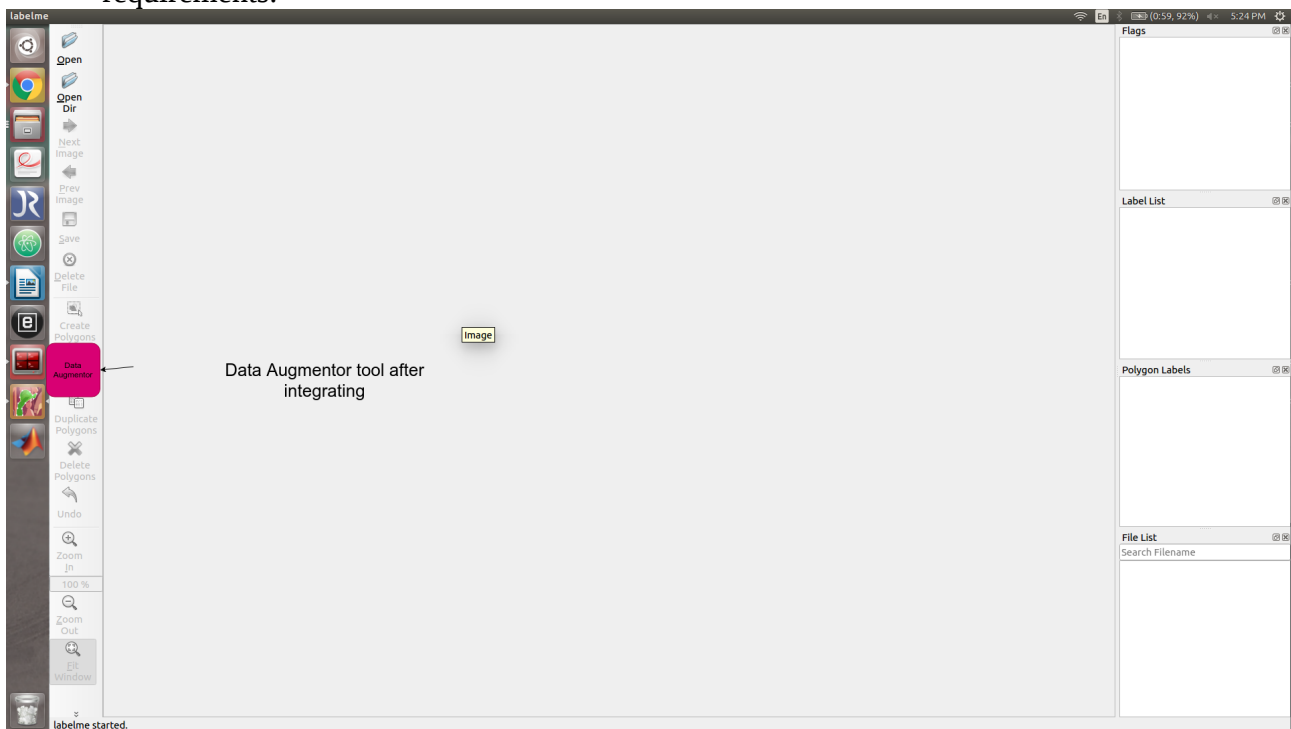 requirements.
labelme
En
(0:59, 92%)
5:24 PM
Open
Open
Dir
Next
Image
Prev
Image
Save
Delete
File
Create
Polygons
Data
Augmentor
Duplicate
Polygons
Delete
Polygons
Undo
Zoom
In
100 %
Zoom
Out
Fit
Window
Image
Data Augmentor tool after
integrating
Flags
Label List
Polygon Labels
File List
Search Filename
labelme started.